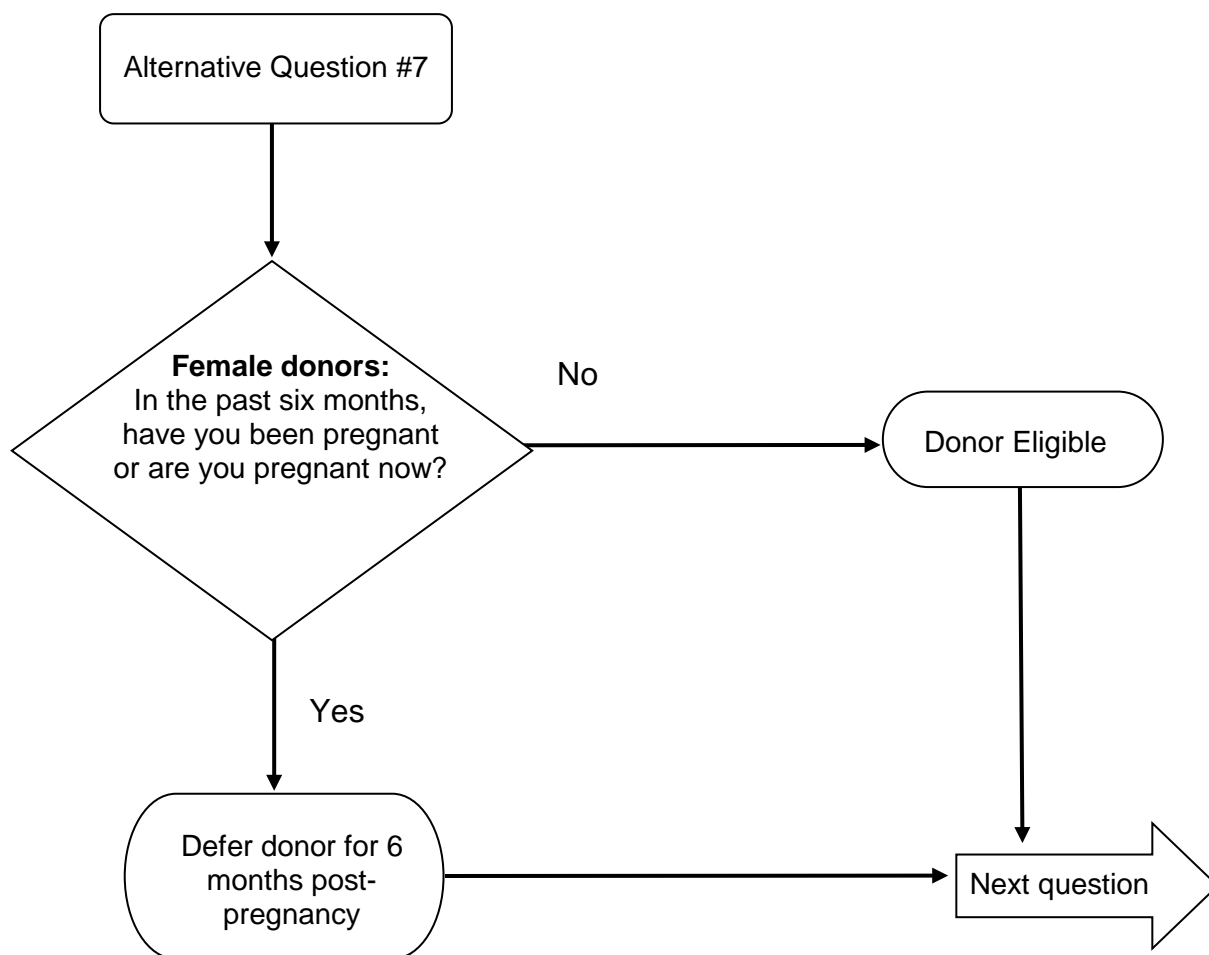 Alternative Question #7
Female donors:
In the past six months,
have you been pregnant
or are you pregnant now?
No
Donor Eligible
Yes
Defer donor for 6
months post-
pregnancy
Next question